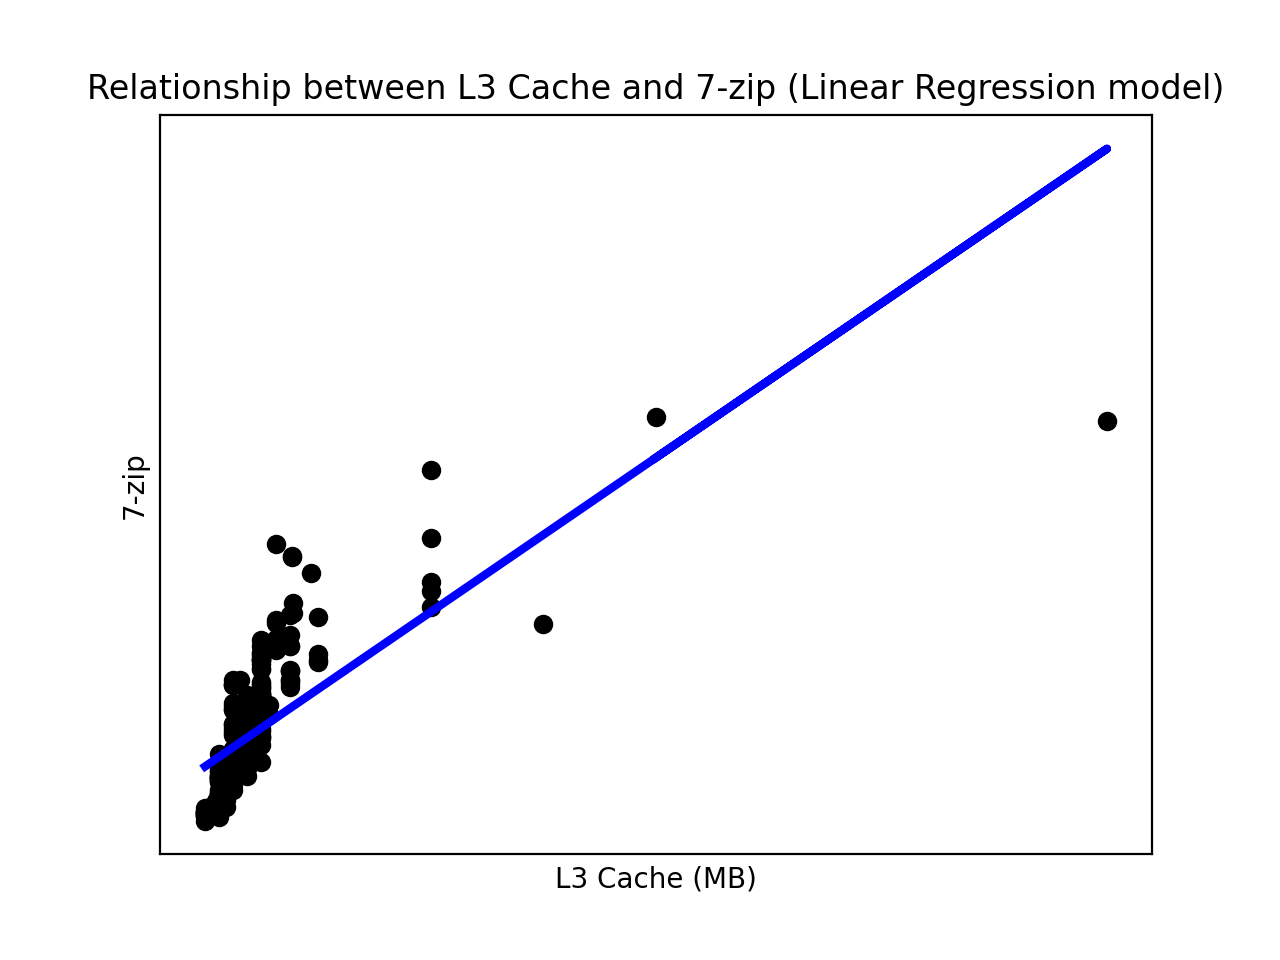 Relationship between L3 Cache and 7-zip (Linear Regression model)
7-zip
L3 Cache (MB)